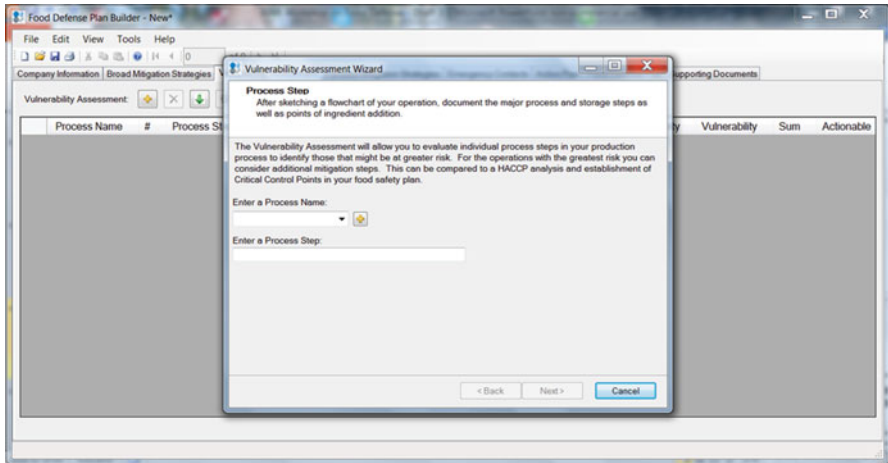 Food Defense Plan Builder - New*
File Edit View Tools Help
0
Company Information Broad Mitigation Strategies
Supporting Documents
Vulnerability Assessment:
Process Name # Process St
Vulnerability Sum Actionable
Vulnerability Assessment Wizard
Process Step
After sketching a flowchart of your operation, document the major process and storage steps as
well as points of ingredient addition.
The Vulnerability Assessment will allow you to evaluate individual process steps in your production
process to identify those that might be at greater risk. For the operations with the greatest risk you can
consider additional mitigation steps. This can be compared to a HACCP analysis and establishment of
Critical Control Points in your food safety plan.
Enter a Process Name:
Enter a Process Step:
< Back Next > Cancel